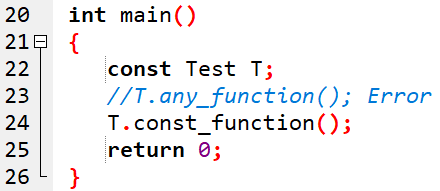 20 int main()
21 {
22 const Test T;
23 //T.any_function(); Error
24 T.const_function();
25 return 0;
26 }